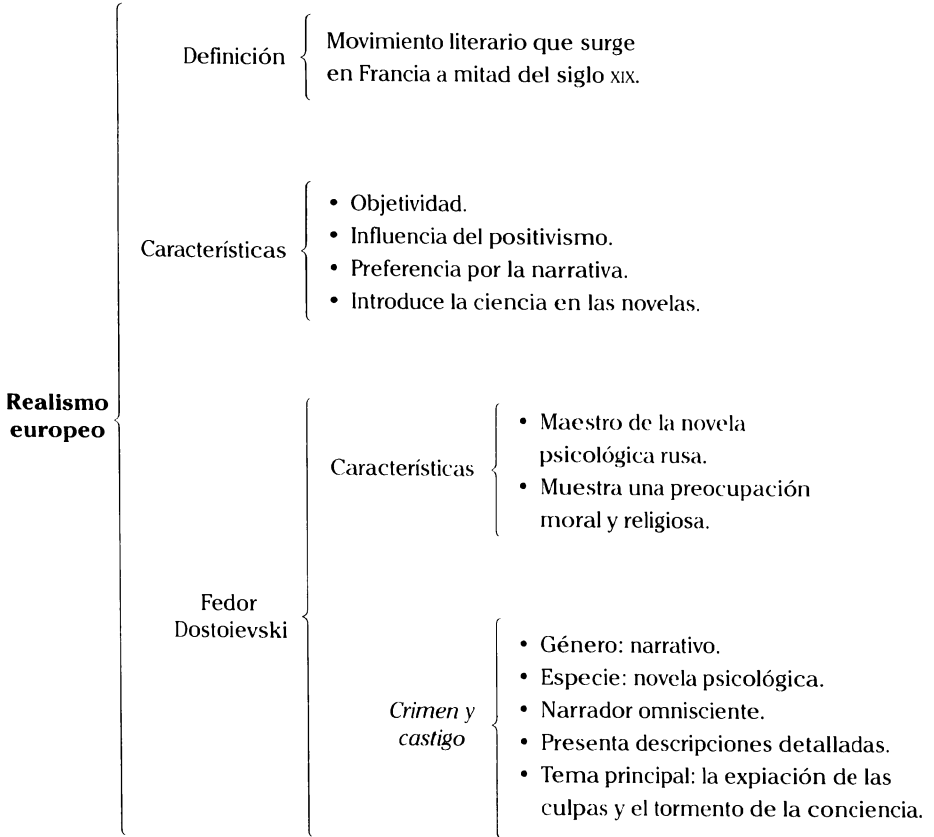 Definición
Movimiento literario que surge
en Francia a mitad del siglo XIX.
Características
• Objetividad.
• Influencia del positivismo.
• Preferencia por la narrativa.
• Introduce la ciencia en las novelas.
Realismo
europeo
Características
• Maestro de la novela
psicológica rusa.
• Muestra una preocupación
moral y religiosa.
Fedor
Dostoievski
Crimen y
castigo
• Género: narrativo.
• Especie: novela psicológica.
• Narrador omnisciente.
• Presenta descripciones detalladas.
• Tema principal: la expiación de las
culpas y el tormento de la conciencia.